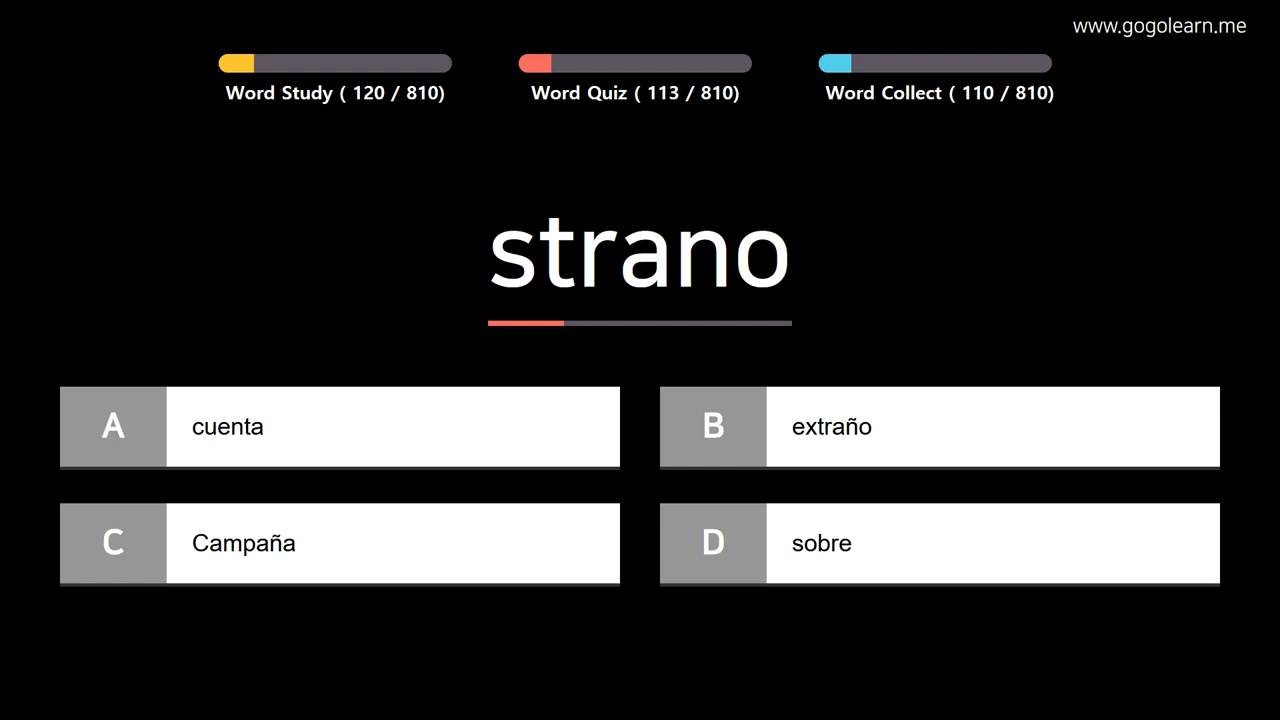 www.gogolearn.me
Word Study ( 120 / 810)
Word Quiz ( 113 / 810)
Word Collect ( 110 / 810)
strano
A cuenta
B extraño
C Campaña
D sobre